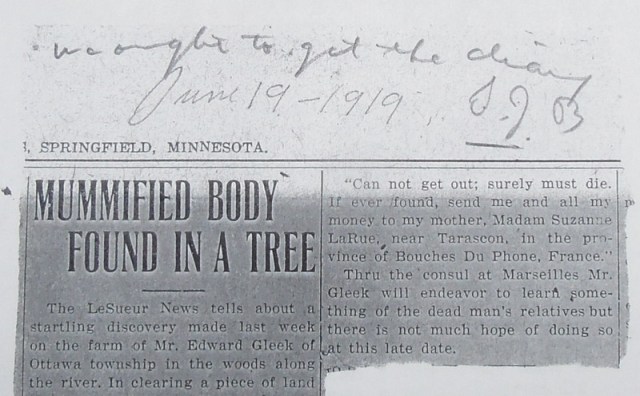 we ought to get the diary
June 19 - 1919.
, SPRINGFIELD, MINNESOTA.
MUMMIFIED BODY
FOUND IN A TREE
The LeSueur News tells about a
startling discovery made last week
on the farm of Mr. Edward Gleek of
Ottawa township in the woods along
the river. In clearing a piece of land
"Can not get out; surely must die.
If ever found, send me and all my
money to my mother, Madam Suzanne
LaRue, near Tarascon, in the pro-
vince of Bouches Du Phone, France."
Thru the consul at Marseilles Mr.
Gleek will endeavor to learn some-
thing of the dead man's relatives but
there is not much hope of doing so
at this late date.